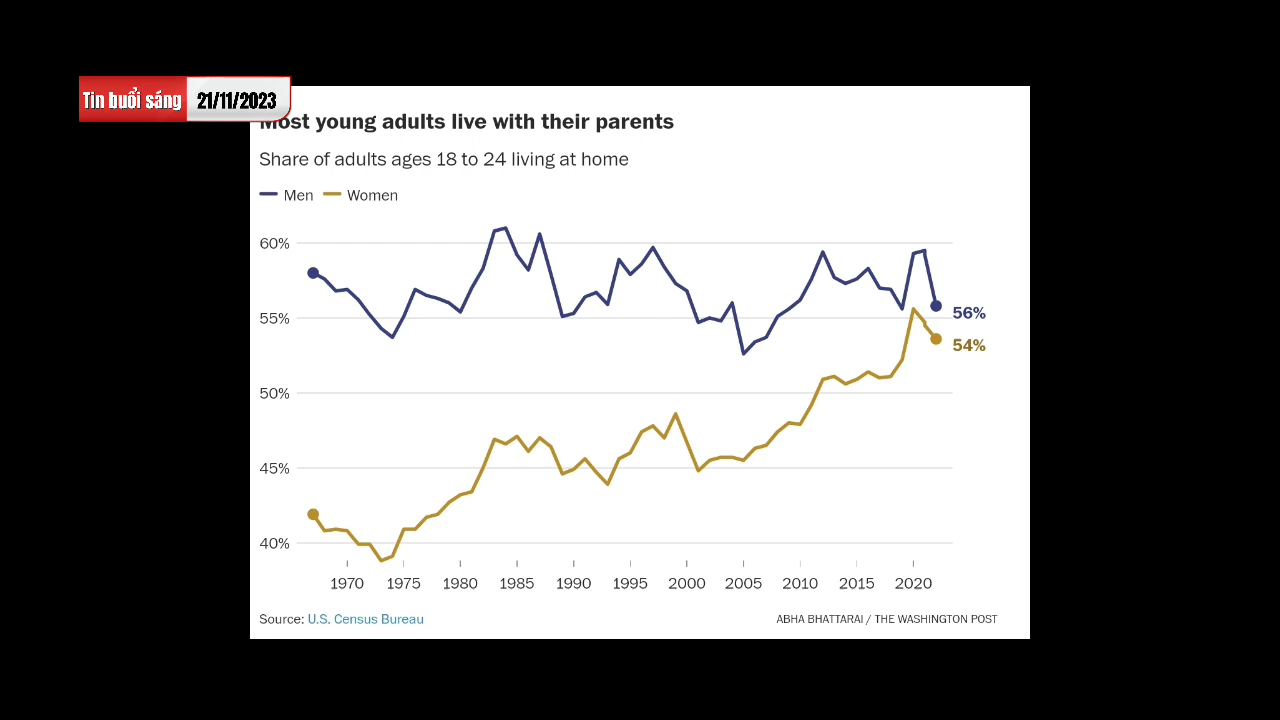 Tin buổi sáng 21/11/2023
Most young adults live with their parents
Share of adults ages 18 to 24 living at home
Men Women
60%
55%
50%
45%
40%
56%
54%
1970 1975 1980 1985 1990 1995 2000 2005 2010 2015 2020
Source: U.S. Census Bureau
ABHA BHATTARAI / THE WASHINGTON POST